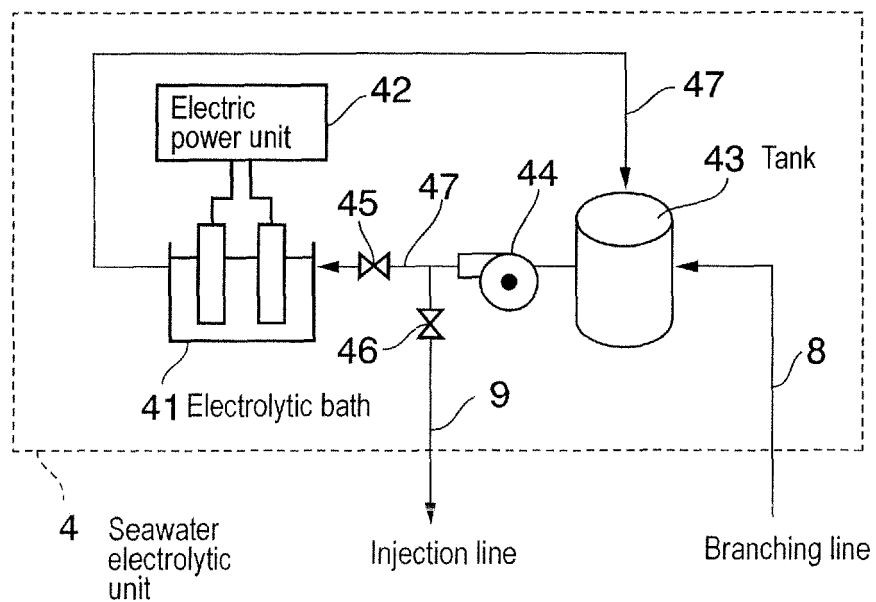 Electric
power unit
42
47
43 Tank
45
47
44
46
41 Electrolytic bath
9
8
4 Seawater
electrolytic
unit
Injection line
Branching line